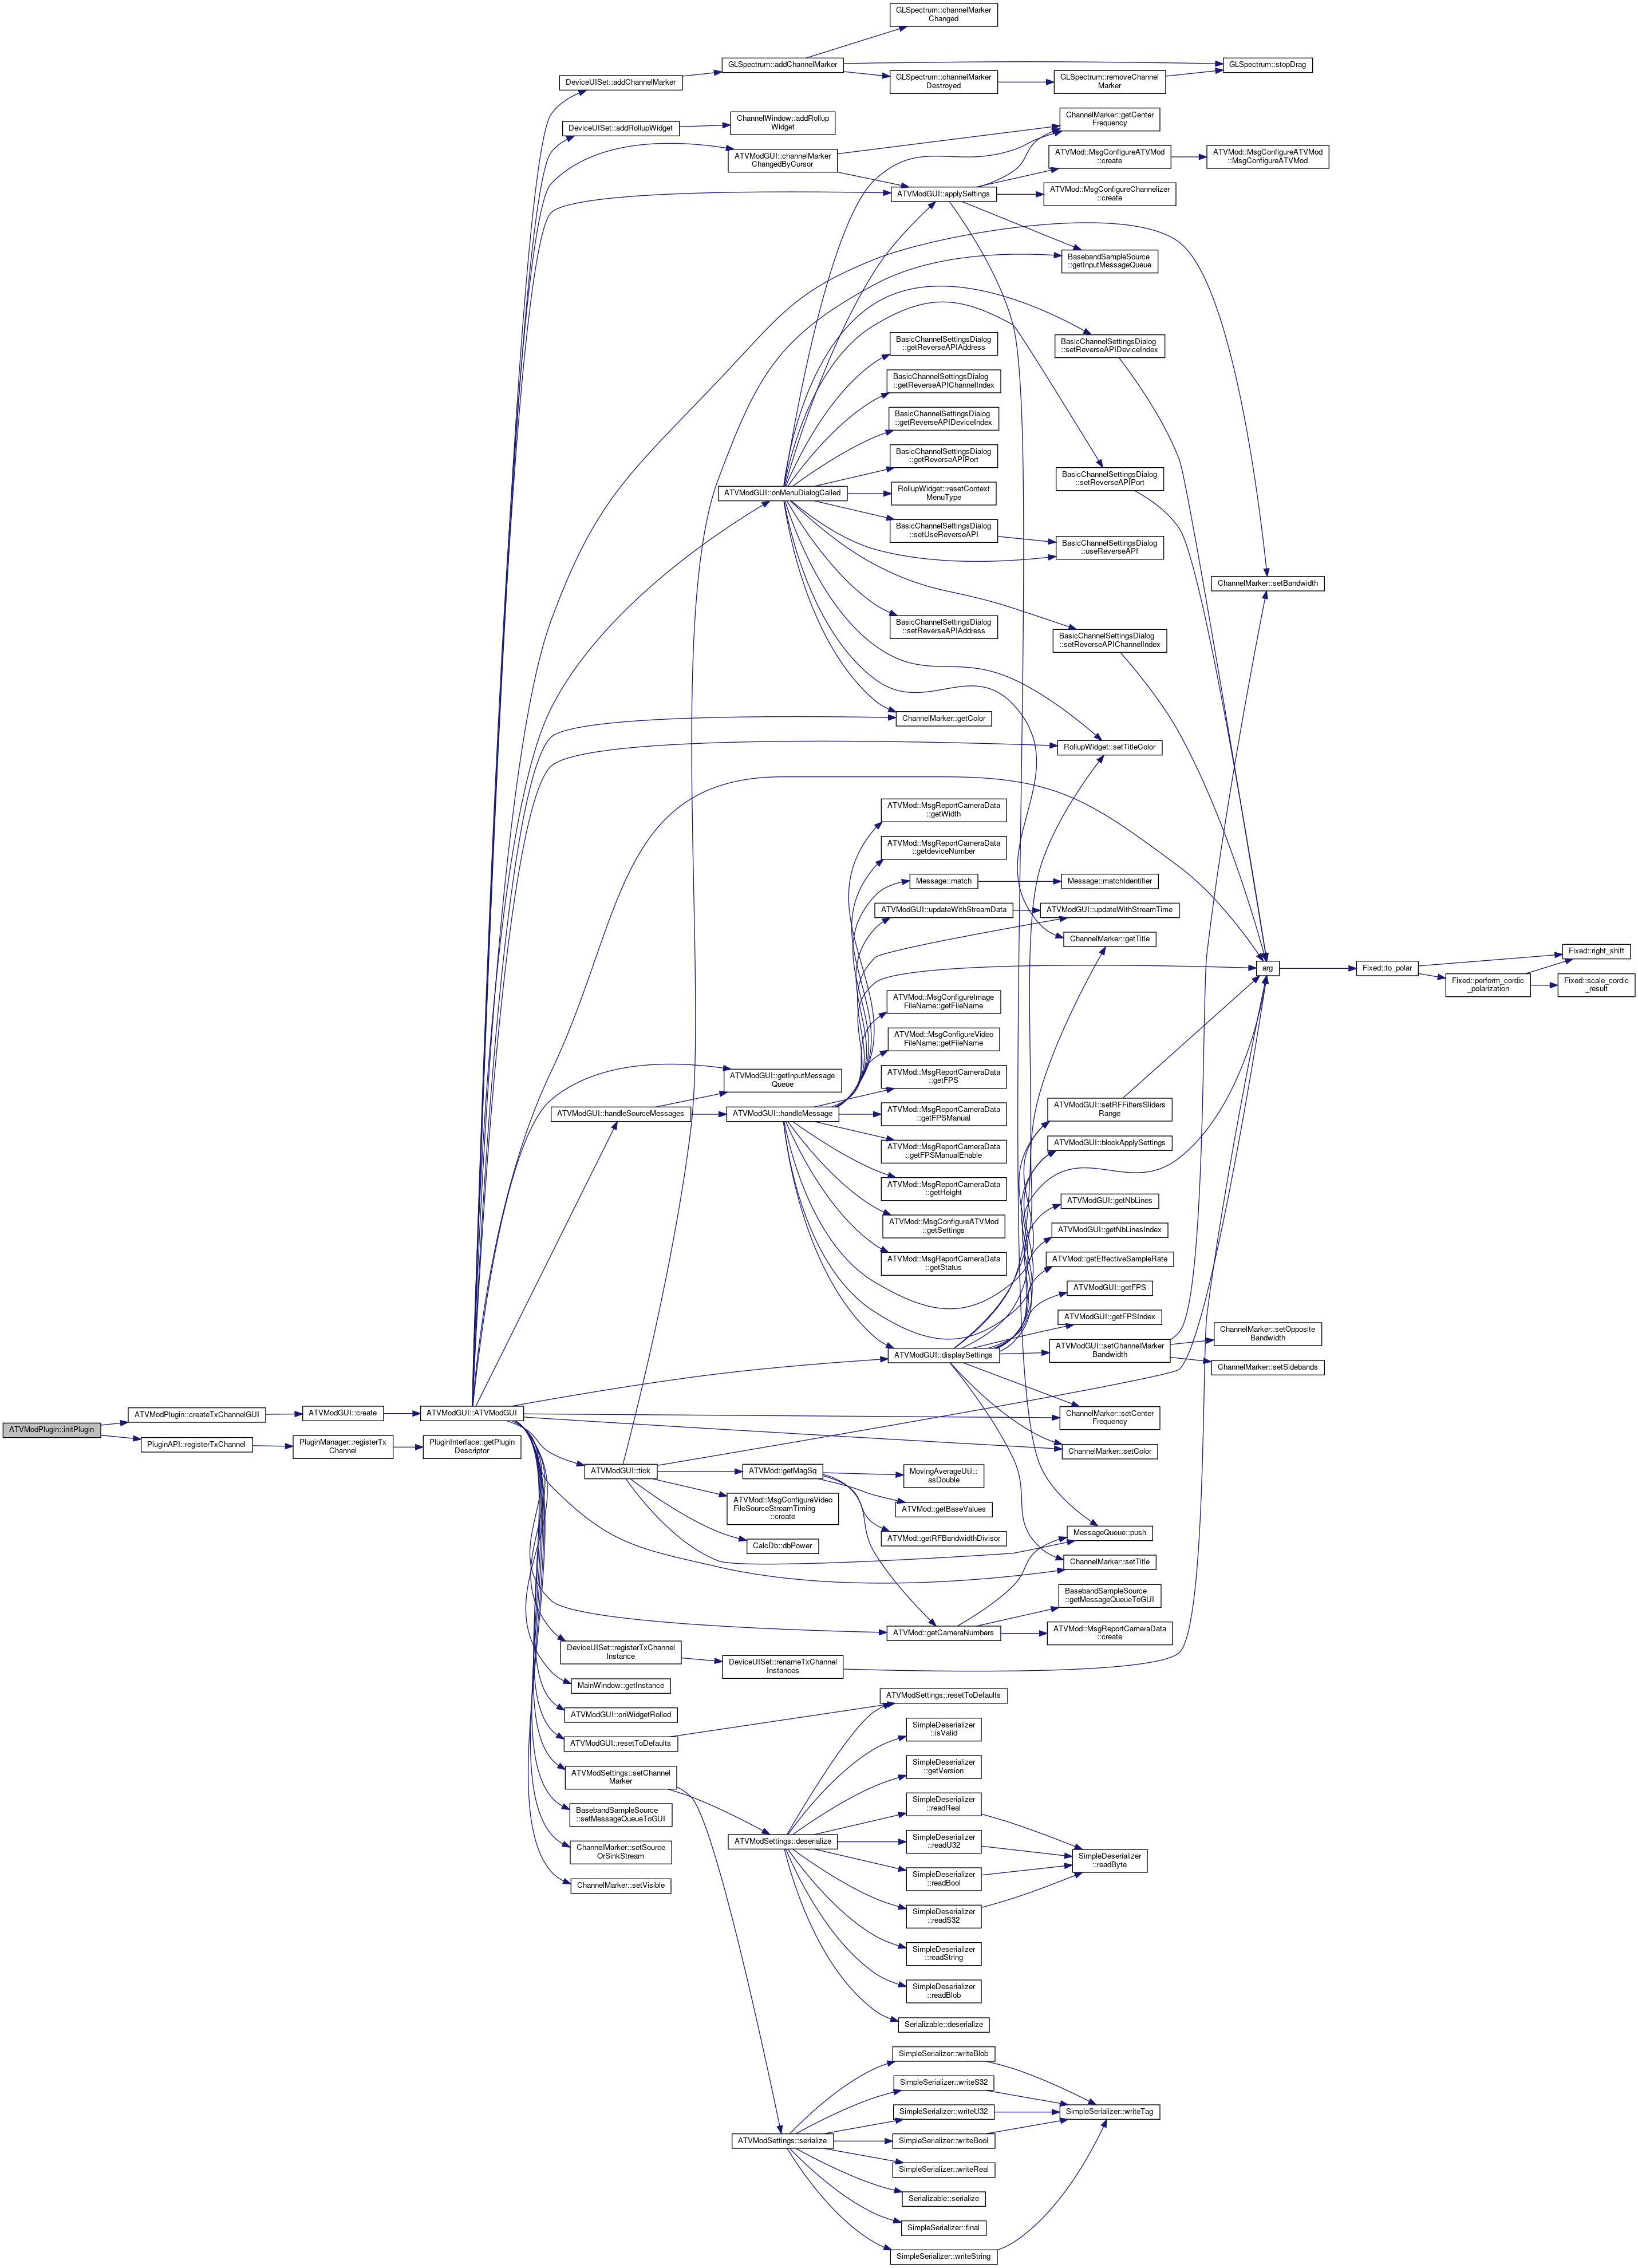 GLSpectrum::channelMarker
Changed
GLSpectrum::addChannelMarker
GLSpectrum::stopDrag
DeviceUISet::addChannelMarker
GLSpectrum::channelMarker
Destroyed
GLSpectrum::removeChannel
Marker
ChannelWindow::addRollup
Widget
ChannelMarker::getCenter
Frequency
DeviceUISet::addRollupWidget
ATVModGUI::channelMarker
ChangedByCursor
ATVMod::MsgConfigureATVMod
::create
ATVMod::MsgConfigureATVMod
::MsgConfigureATVMod
ATVModGUI::applySettings
ATVMod::MsgConfigureChannelizer
::create
BasebandSampleSource
::getInputMessageQueue
BasicChannelSettingsDialog
::getReverseAPIAddress
BasicChannelSettingsDialog
::setReverseAPIDeviceIndex
BasicChannelSettingsDialog
::getReverseAPIChannelIndex
BasicChannelSettingsDialog
::getReverseAPIDeviceIndex
BasicChannelSettingsDialog
::getReverseAPIPort
BasicChannelSettingsDialog
::setReverseAPIPort
ATVModGUI::onMenuDialogCalled
RollupWidget::resetContext
MenuType
BasicChannelSettingsDialog
::setUseReverseAPI
BasicChannelSettingsDialog
::useReverseAPI
ChannelMarker::setBandwidth
BasicChannelSettingsDialog
::setReverseAPIAddress
BasicChannelSettingsDialog
::setReverseAPIChannelIndex
ChannelMarker::getColor
RollupWidget::setTitleColor
ATVMod::MsgReportCameraData
::getWidth
ATVMod::MsgReportCameraData
::getdeviceNumber
Message::match
Message::matchIdentifier
ATVModGUI::updateWithStreamData
ATVModGUI::updateWithStreamTime
ChannelMarker::getTitle
arg
Fixed::to_polar
Fixed::right_shift
Fixed::perform_cordic
_polarization
Fixed::scale_cordic
_result
ATVMod::MsgConfigureImage
FileName::getFileName
ATVMod::MsgConfigureVideo
FileName::getFileName
ATVModGUI::getInputMessage
Queue
ATVMod::MsgReportCameraData
::getFPS
ATVModGUI::handleSourceMessages
ATVModGUI::handleMessage
ATVMod::MsgReportCameraData
::getFPSManual
ATVModGUI::setRFFiltersSliders
Range
ATVMod::MsgReportCameraData
::getFPSManualEnable
ATVModGUI::blockApplySettings
ATVMod::MsgReportCameraData
::getHeight
ATVModGUI::getNbLines
ATVMod::MsgConfigureATVMod
::getSettings
ATVModGUI::getNbLinesIndex
ATVMod::MsgReportCameraData
::getStatus
ATVMod::getEffectiveSampleRate
ATVModGUI::getFPS
ATVModGUI::getFPSIndex
ATVModGUI::displaySettings
ATVModGUI::setChannelMarker
Bandwidth
ChannelMarker::setOpposite
Bandwidth
ChannelMarker::setSidebands
ATVModPlugin::initPlugin
ATVModPlugin::createTxChannelGUI
ATVModGUI::create
ATVModGUI::ATVModGUI
ChannelMarker::setCenter
Frequency
PluginAPI::registerTxChannel
PluginManager::registerTx
Channel
PluginInterface::getPlugin
Descriptor
ChannelMarker::setColor
ATVModGUI::tick
ATVMod::getMagSq
MovingAverageUtil::
asDouble
ATVMod::MsgConfigureVideo
FileSourceStreamTiming
::create
ATVMod::getBaseValues
CalcDb::dbPower
ATVMod::getRFBandwidthDivisor
MessageQueue::push
ChannelMarker::setTitle
BasebandSampleSource
::getMessageQueueToGUI
ATVMod::getCameraNumbers
ATVMod::MsgReportCameraData
::create
DeviceUISet::registerTxChannel
Instance
DeviceUISet::renameTxChannel
Instances
MainWindow::getInstance
ATVModGUI::onWidgetRolled
ATVModSettings::resetToDefaults
ATVModGUI::resetToDefaults
SimpleDeserializer
::isValid
ATVModSettings::setChannel
Marker
SimpleDeserializer
::getVersion
BasebandSampleSource
::setMessageQueueToGUI
SimpleDeserializer
::readReal
ATVModSettings::deserialize
SimpleDeserializer
::readU32
ChannelMarker::setSource
OrSinkStream
SimpleDeserializer
::readByte
SimpleDeserializer
::readBool
ChannelMarker::setVisible
SimpleDeserializer
::readS32
SimpleDeserializer
::readString
SimpleDeserializer
::readBlob
Serializable::deserialize
SimpleSerializer::writeBlob
SimpleSerializer::writeS32
SimpleSerializer::writeU32
SimpleSerializer::writeTag
ATVModSettings::serialize
SimpleSerializer::writeBool
SimpleSerializer::writeReal
Serializable::serialize
SimpleSerializer::final
SimpleSerializer::writeString